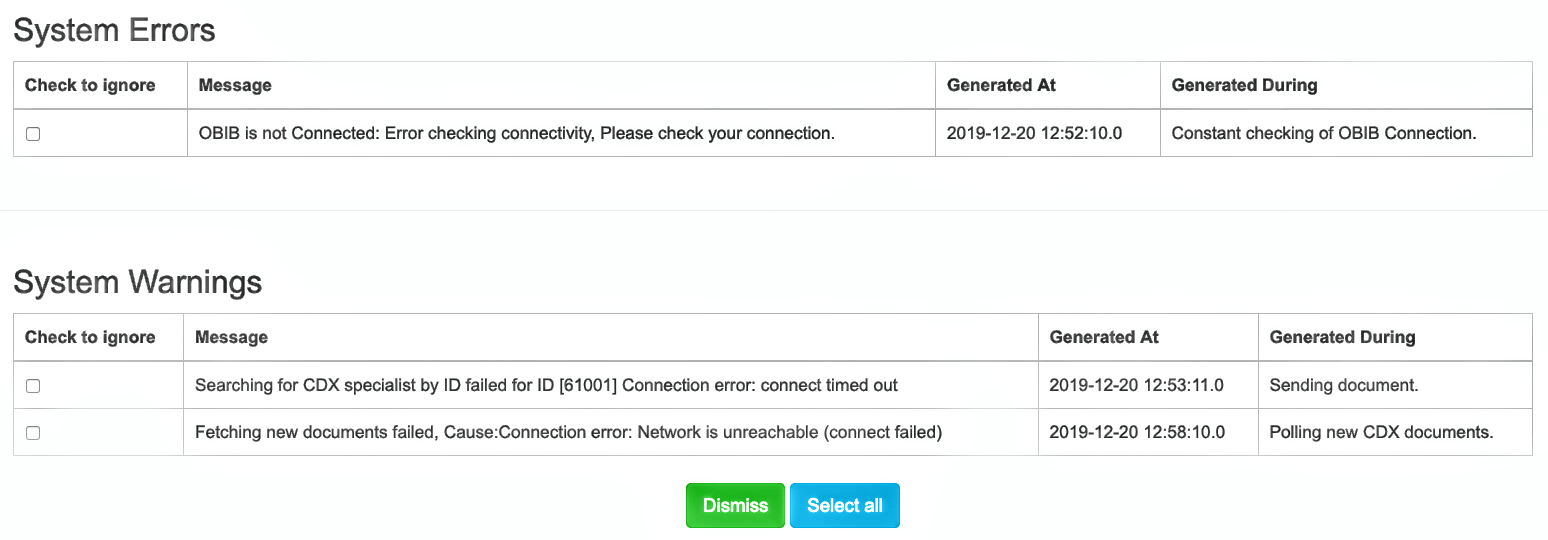 System Errors
Check to ignore Message Generated At Generated During
OBIB is not Connected: Error checking connectivity, Please check your connection. 2019-12-20 12:52:10.0 Constant checking of OBIB Connection.
System Warnings
Check to ignore Message Generated At Generated During
Searching for CDX specialist by ID failed for ID [61001] Connection error: connect timed out 2019-12-20 12:53:11.0 Sending document.
Fetching new documents failed, Cause:Connection error: Network is unreachable (connect failed) 2019-12-20 12:58:10.0 Polling new CDX documents.
Dismiss Select all